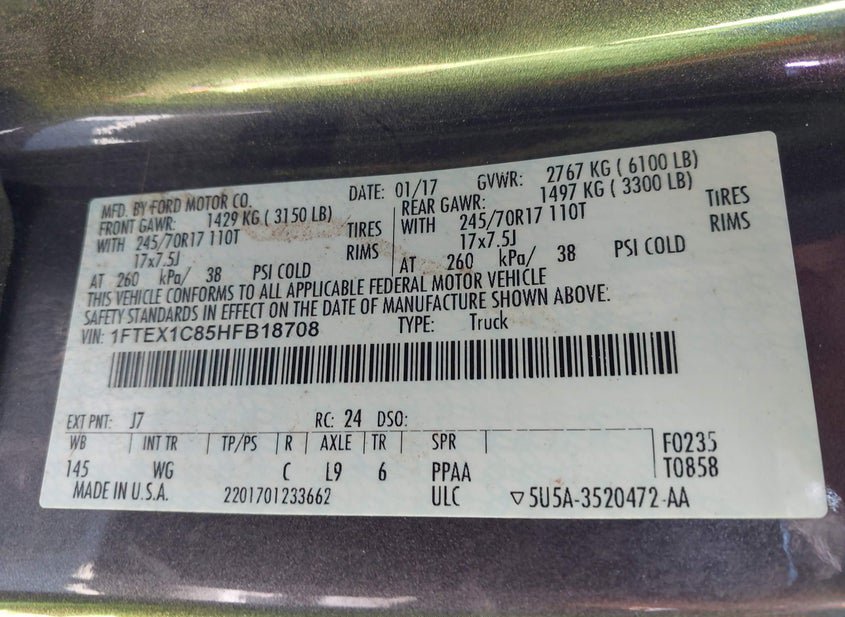 MFD. BY FORD MOTOR CO. DATE: 01/17 GVWR: 2767 KG ( 6100 LB)
FRONT GAWR: 1429 KG ( 3150 LB) REAR GAWR: 1497 KG ( 3300 LB)
WITH 245/70R17 110T TIRES WITH 245/70R17 110T TIRES
17x7.5J RIMS 17x7.5J RIMS
AT 260 kPa/ 38 PSI COLD AT 260 kPa/ 38 PSI COLD
THIS VEHICLE CONFORMS TO ALL APPLICABLE FEDERAL MOTOR VEHICLE
SAFETY STANDARDS IN EFFECT ON THE DATE OF MANUFACTURE SHOWN ABOVE:
VIN: 1FTEX1C85HFB18708 TYPE: Truck
EXT PNT: J7 RC: 24 DSO:
WB INT TR TP/PS R AXLE TR SPR F0235
145 WG C L9 6 PPAA T0858
MADE IN U.S.A. 2201701233662 ULC ▽5U5A-3520472-AA